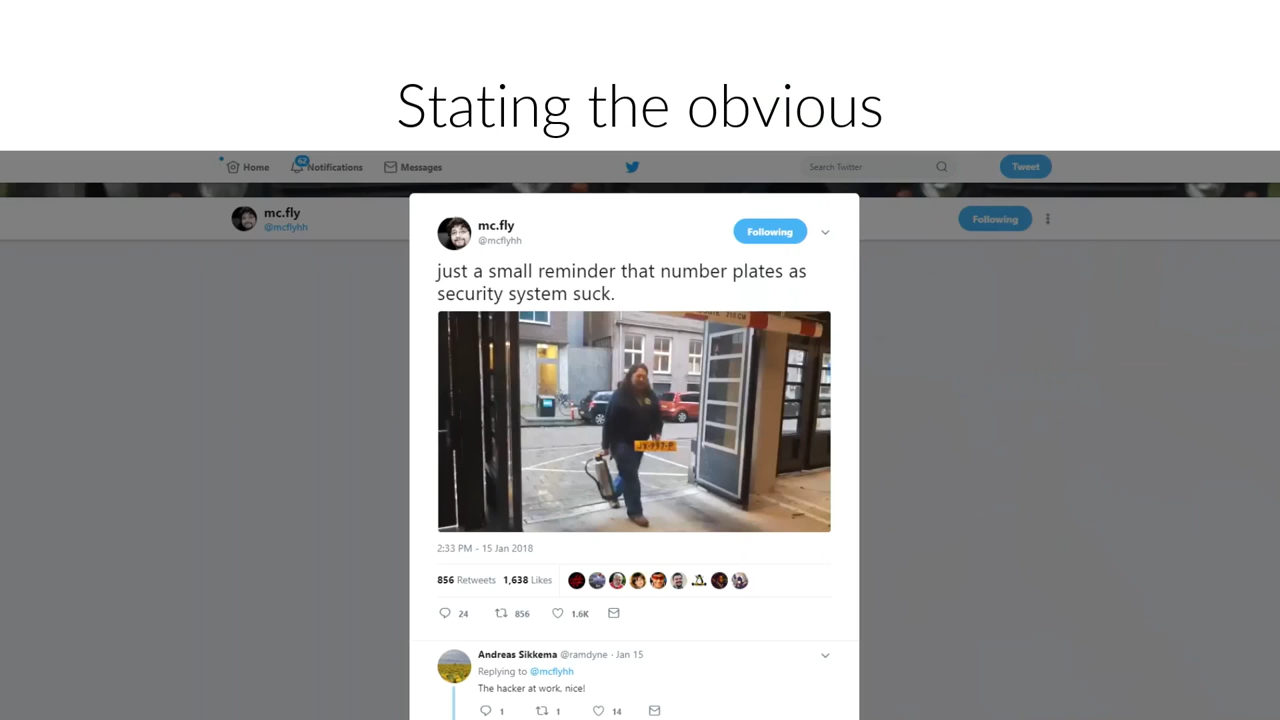 Stating the obvious
Home
62
Notifications
Messages
Search Twitter
Tweet
mc.fly
@mcflyhh
Following
mc.fly
@mcflyhh
Following
just a small reminder that number plates as
security system suck.
210 CM
2:33 PM - 15 Jan 2018
856 Retweets 1,638 Likes
24 856 1.6K
Andreas Sikkema @ramdyne · Jan 15
Replying to @mcflyhh
The hacker at work, nice!
1 1 14